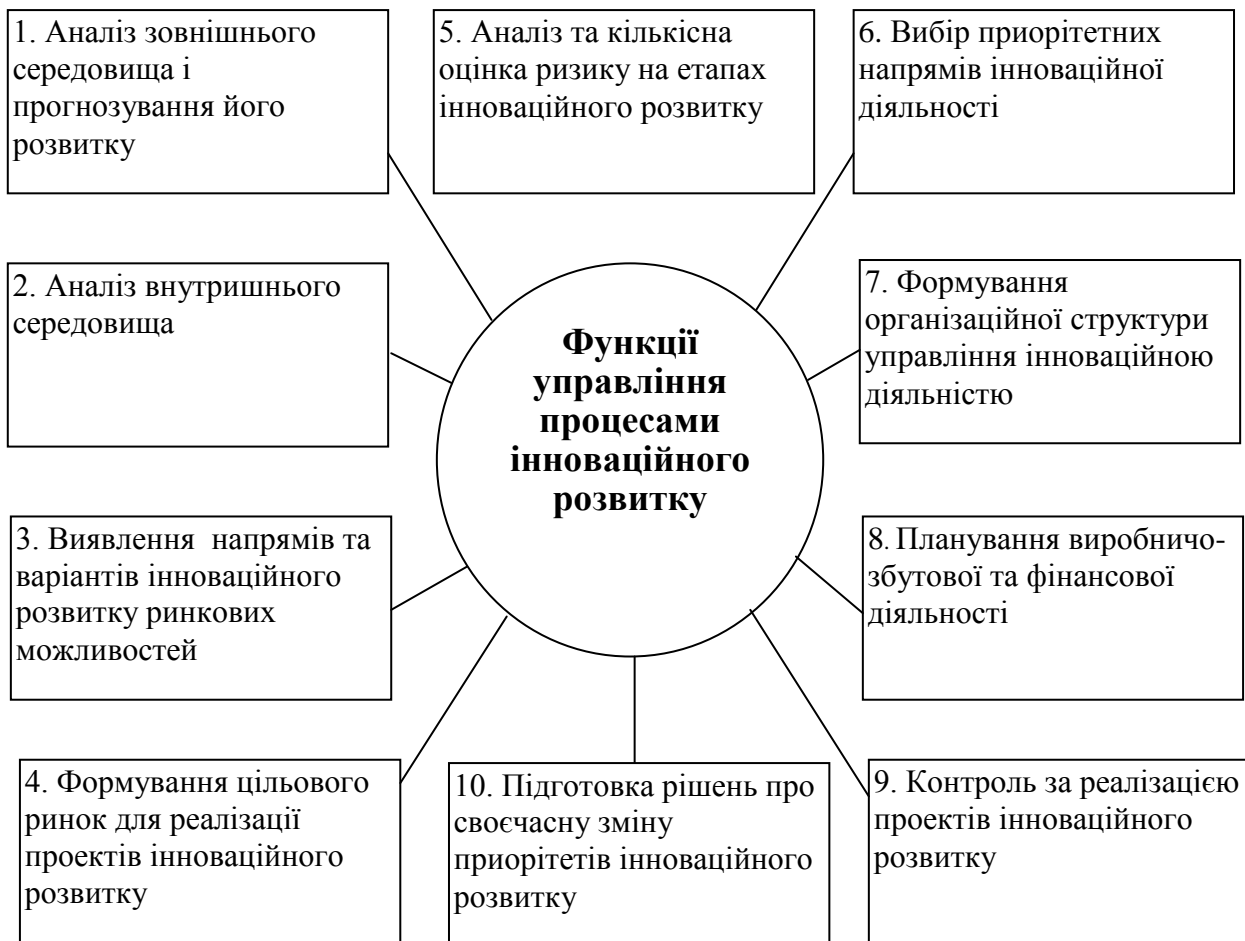 1. Аналіз зовнішнього
середовища і
прогнозування його
розвитку
5. Аналіз та кількісна
оцінка ризику на етапах
інноваційного розвитку
6. Вибір приорітетних
напрямів інноваційної
діяльності
2. Аналіз внутришнього
середовища
Функції
управління
процесами
інноваційного
розвитку
7. Формування
організаційної структури
управління інноваційною
діяльністю
3. Виявлення напрямів та
варіантів інноваційного
розвитку ринкових
можливостей
8. Планування виробничо-
збутової та фінансової
діяльності
4. Формування цільового
ринок для реалізації
проектів інноваційного
розвитку
10. Підготовка рішень про
своєчасну зміну
приорітетів інноваційного
розвитку
9. Контроль за реалізацією
проектів інноваційного
розвитку